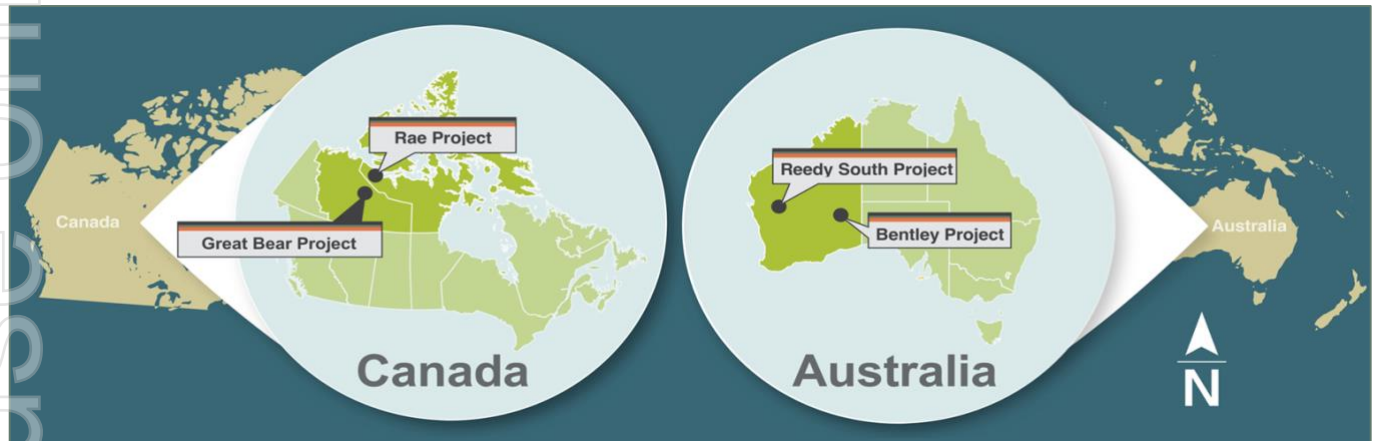 Canada
Rae Project
Great Bear Project
Canada
Reedy South Project
Bentley Project
Australia
Australia
N